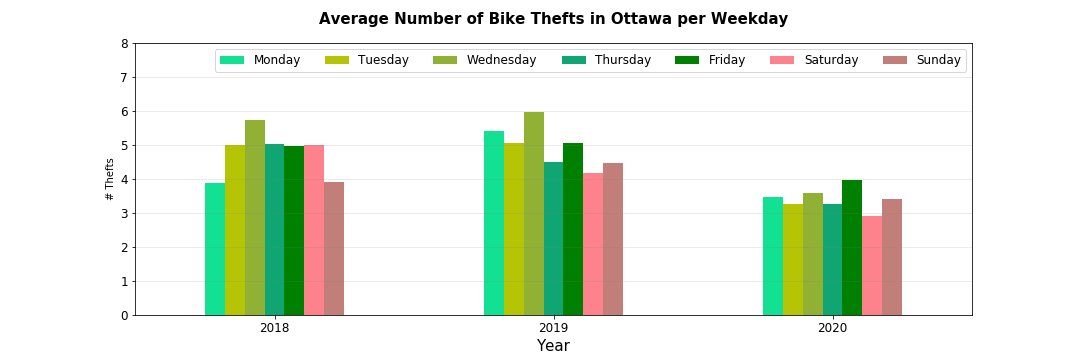 Average Number of Bike Thefts in Ottawa per Weekday
Monday Tuesday Wednesday Thursday Friday Saturday Sunday
8
7
6
5
4
3
2
1
0
# Thefts
2018 2019 2020
Year